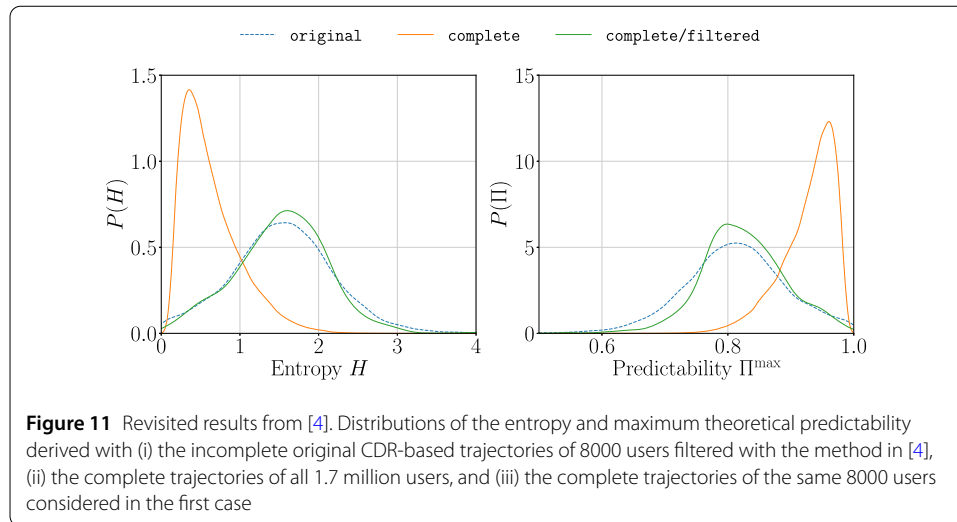 original complete complete/filtered
1.5
1.0
0.5
0.0
0 1 2 3 4
P(H)
Entropy H
15
10
5
0
0.6 0.8 1.0
P(Π)
Predictability Π^max
Figure 11 Revisited results from [4]. Distributions of the entropy and maximum theoretical predictability
derived with (i) the incomplete original CDR-based trajectories of 8000 users filtered with the method in [4],
(ii) the complete trajectories of all 1.7 million users, and (iii) the complete trajectories of the same 8000 users
considered in the first case